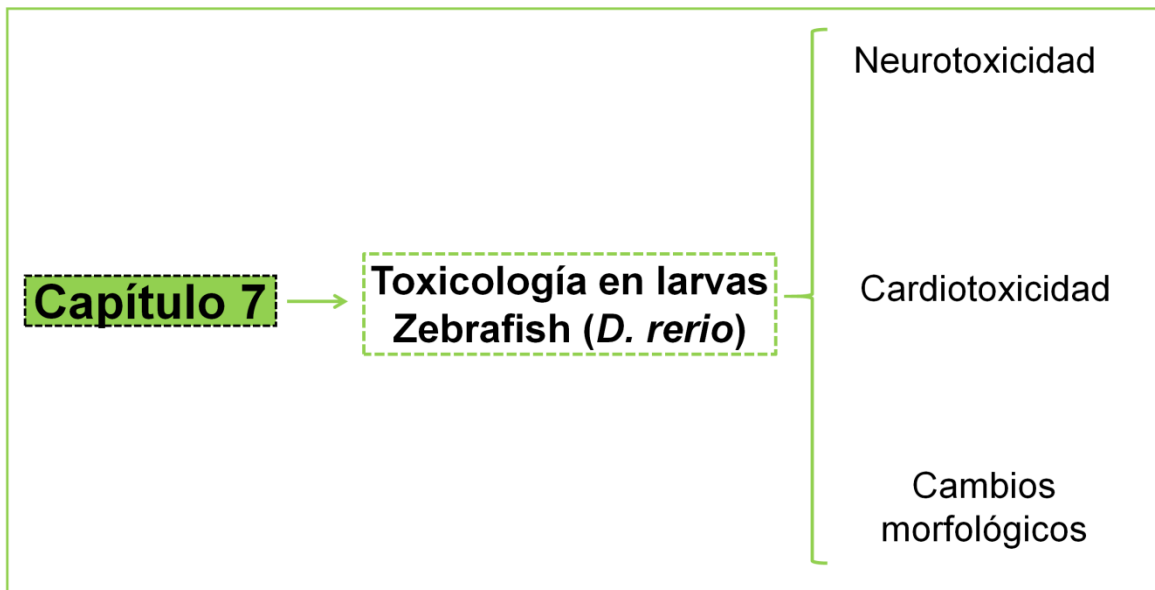 Neurotoxicidad
Capítulo 7
Toxicología en larvas
Zebrafish (D. rerio)
Cardiotoxicidad
Cambios
morfológicos